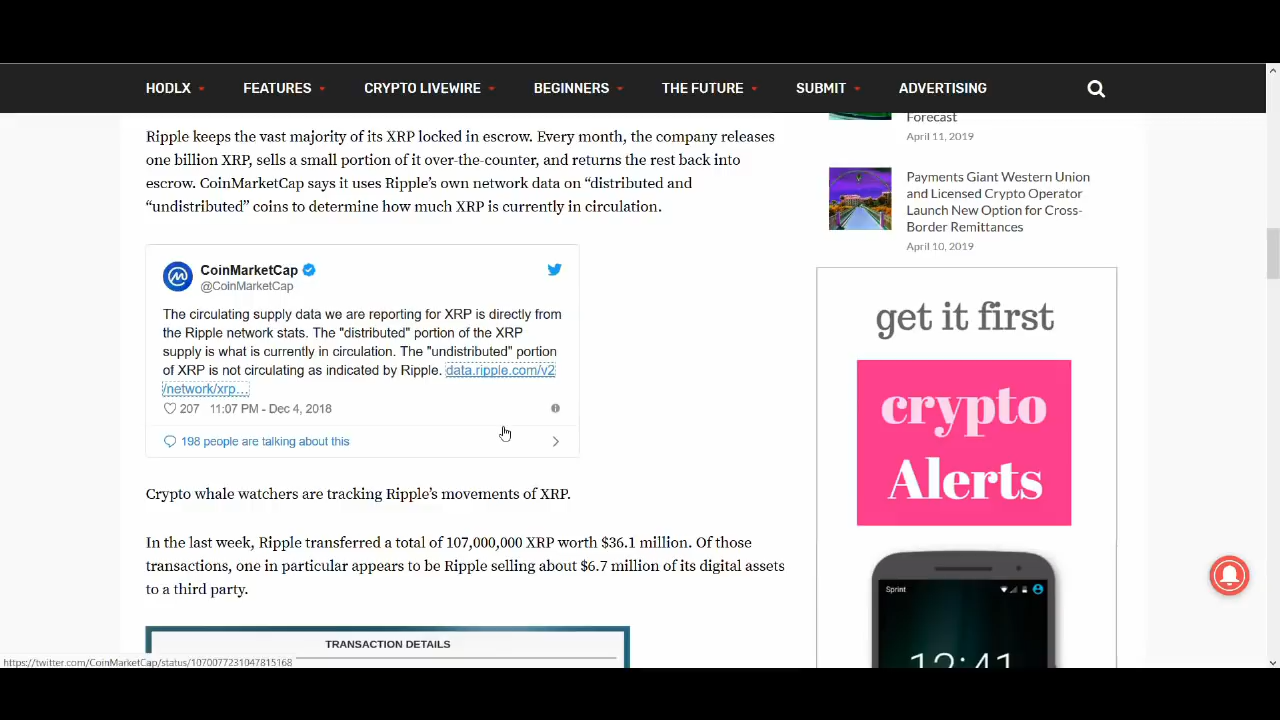 HODLX
FEATURES
CRYPTO LIVEWIRE
BEGINNERS
THE FUTURE
SUBMIT
ADVERTISING
Ripple keeps the vast majority of its XRP locked in escrow. Every month, the company releases
one billion XRP, sells a small portion of it over-the-counter, and returns the rest back into
escrow. CoinMarketCap says it uses Ripple's own network data on “distributed and
“undistributed” coins to determine how much XRP is currently in circulation.
CoinMarketCap
@CoinMarketCap
The circulating supply data we are reporting for XRP is directly from
the Ripple network stats. The "distributed" portion of the XRP
supply is what is currently in circulation. The "undistributed" portion
of XRP is not circulating as indicated by Ripple. data.ripple.com/v2
/network/xrp…
207 11:07 PM - Dec 4, 2018
198 people are talking about this
Crypto whale watchers are tracking Ripple's movements of XRP.
In the last week, Ripple transferred a total of 107,000,000 XRP worth $36.1 million. Of those
transactions, one in particular appears to be Ripple selling about $6.7 million of its digital assets
to a third party.
TRANSACTION DETAILS
Forecast
April 11, 2019
Payments Giant Western Union
and Licensed Crypto Operator
Launch New Option for Cross-
Border Remittances
April 10, 2019
get it first
crypto
Alerts
Sprint
12:41
https://twitter.com/CoinMarketCap/status/1070077231047815168